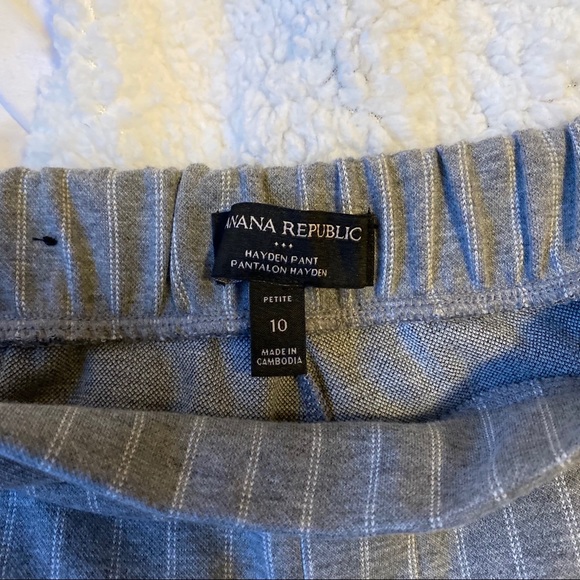 ANANA REPUBLIC
HAYDEN PANT
PANTALON HAYDEN
PETITE
10
MADE IN
CAMBODIA